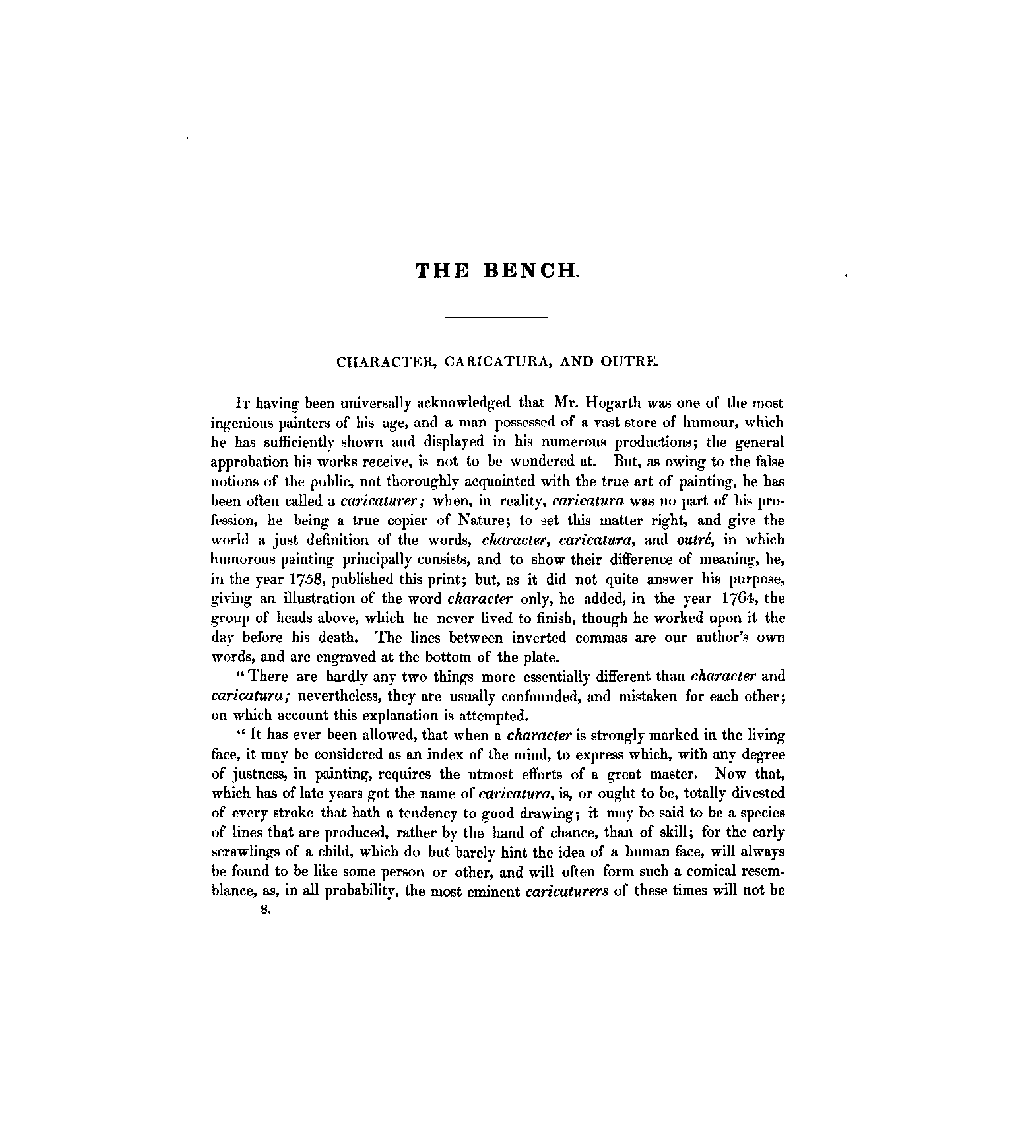 THE BENCH.
CHARACTER, CARICATURA, AND OUTRE.
It having been universally acknowledged that Mr. Hogarth was one of the most
ingenious painters of his age, and a man possessed of a vast store of humour, which
he has sufficiently shown and displayed in his numerous productions; the general
approbation his works receive, is not to be wondered at. But, as owing to the false
notions of the public, not thoroughly acquainted with the true art of painting, he has
been often called a caricaturer; when, in reality, caricatura was no part of his pro-
fession, he being a true copier of Nature; to set this matter right, and give the
world a just definition of the words, character, caricatura, and outré, in which
humorous painting principally consists, and to show their difference of meaning, he,
in the year 1758, published this print; but, as it did not quite answer his purpose,
giving an illustration of the word character only, he added, in the year 1764, the
group of heads above, which he never lived to finish, though he worked upon it the
day before his death. The lines between inverted commas are our author's own
words, and are engraved at the bottom of the plate.
"There are hardly any two things more essentially different than character and
caricatura; nevertheless, they are usually confounded, and mistaken for each other;
on which account this explanation is attempted.
"It has ever been allowed, that when a character is strongly marked in the living
face, it may be considered as an index of the mind, to express which, with any degree
of justness, in painting, requires the utmost efforts of a great master. Now that,
which has of late years got the name of caricatura, is, or ought to be, totally divested
of every stroke that hath a tendency to good drawing; it may be said to be a species
of lines that are produced, rather by the hand of chance, than of skill; for the early
scrawlings of a child, which do but barely hint the idea of a human face, will always
be found to be like some person or other, and will often form such a comical resem-
blance, as, in all probability, the most eminent caricaturers of these times will not be
8.